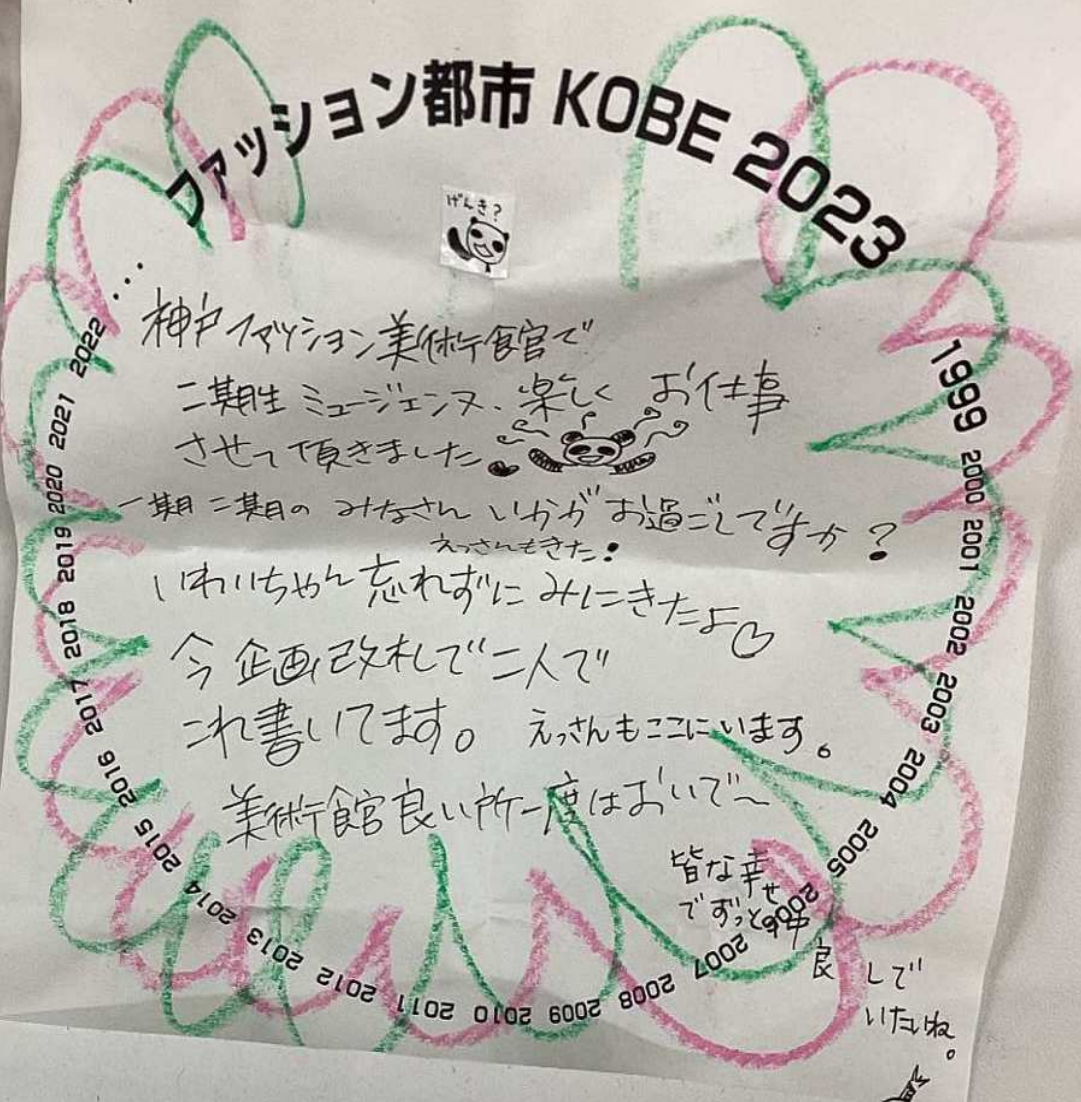 ファッション都市 KOBE 2023
げんき?
神戸ファッション美術館で
二期生 ミュージエンヌ、楽しく お仕事
させて頂きました
一期 二期の みなさん いかが お過ごしですか?
えっさんもきた!
いわいちゃん 忘れずに みにきたよ♡
今 企画改札で 二人で
これ書いてます。 えっさんもここにいます。
美術館良い所一度はおいで〜
皆な幸せ
でずっと仲
良しで
いたいね。
1999 2000 2001 2002 2003 2004 2005 2006 2007 2008 2009 2010 2011 2012 2013 2014 2015 2016 2017 2018 2019 2020 2021 2022 ...